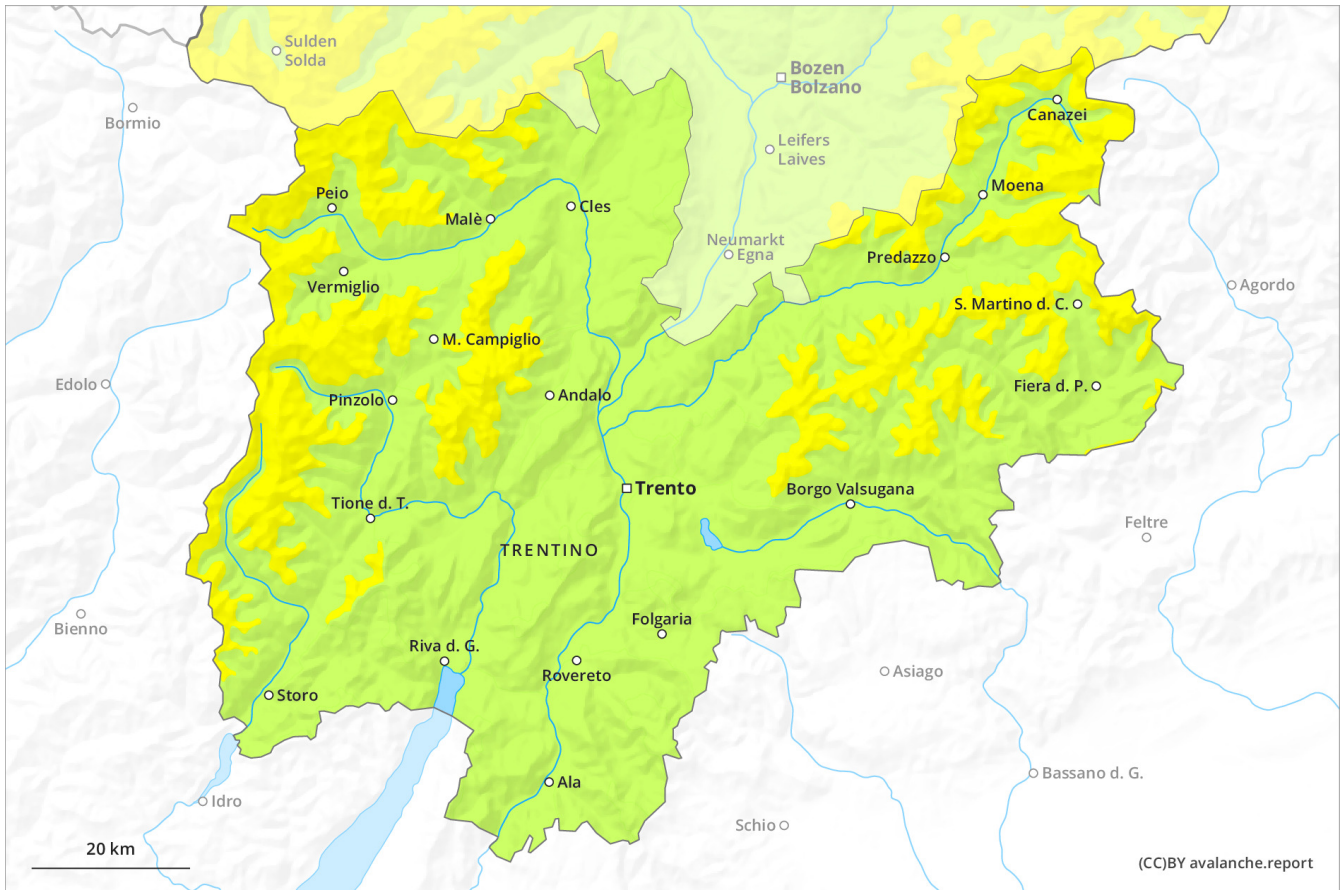 Sulden
Solda
Bozen
Bolzano
Bormio
Canazei
Leifers
Laives
Peio
Moena
Malè
Cles
Neumarkt
Egna
Predazzo
Vermiglio
Agordo
S. Martino d. C.
M. Campiglio
Edolo
Fiera d. P.
Pinzolo
Andalo
Trento
Borgo Valsugana
Tione d. T.
Feltre
TRENTINO
Bienno
Folgaria
Riva d. G.
Rovereto
Asiago
Storo
Bassano d. G.
Ala
Idro
Schio
20 km
(CC)BY avalanche.report